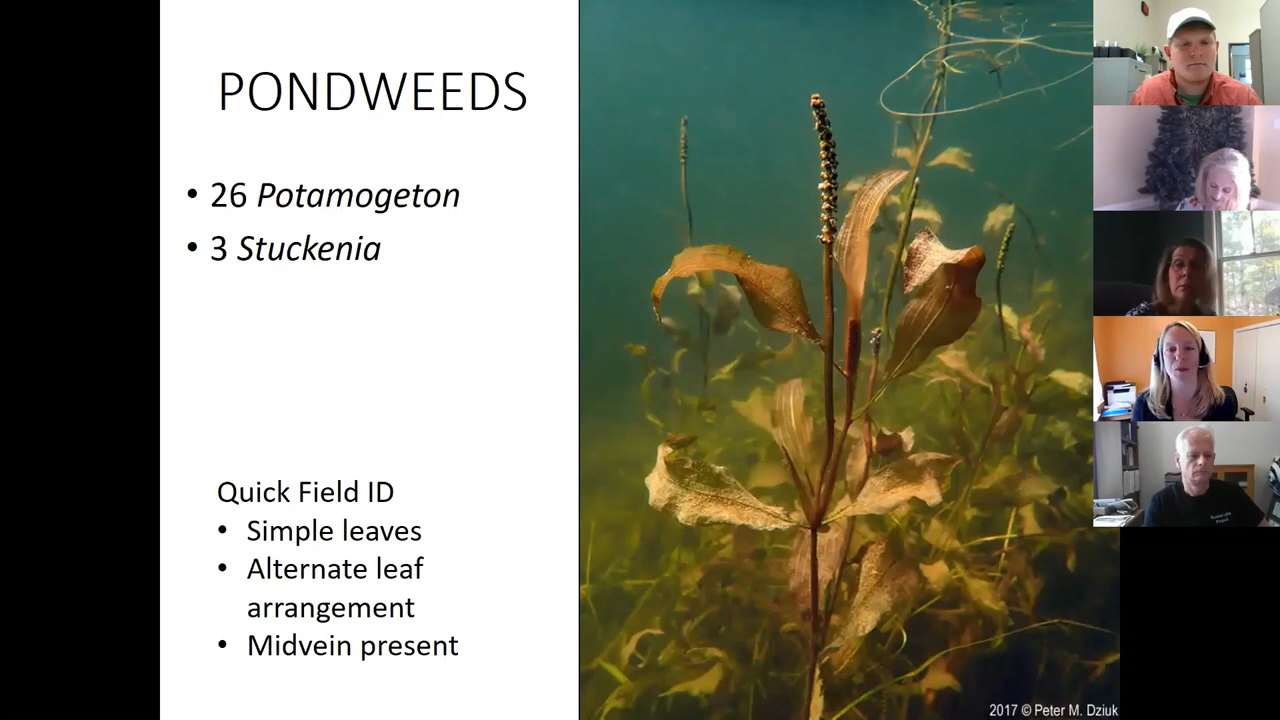 PONDWEEDS
• 26 Potamogeton
• 3 Stuckenia
Quick Field ID
• Simple leaves
• Alternate leaf
arrangement
• Midvein present
2017 © Peter M. Dziuk